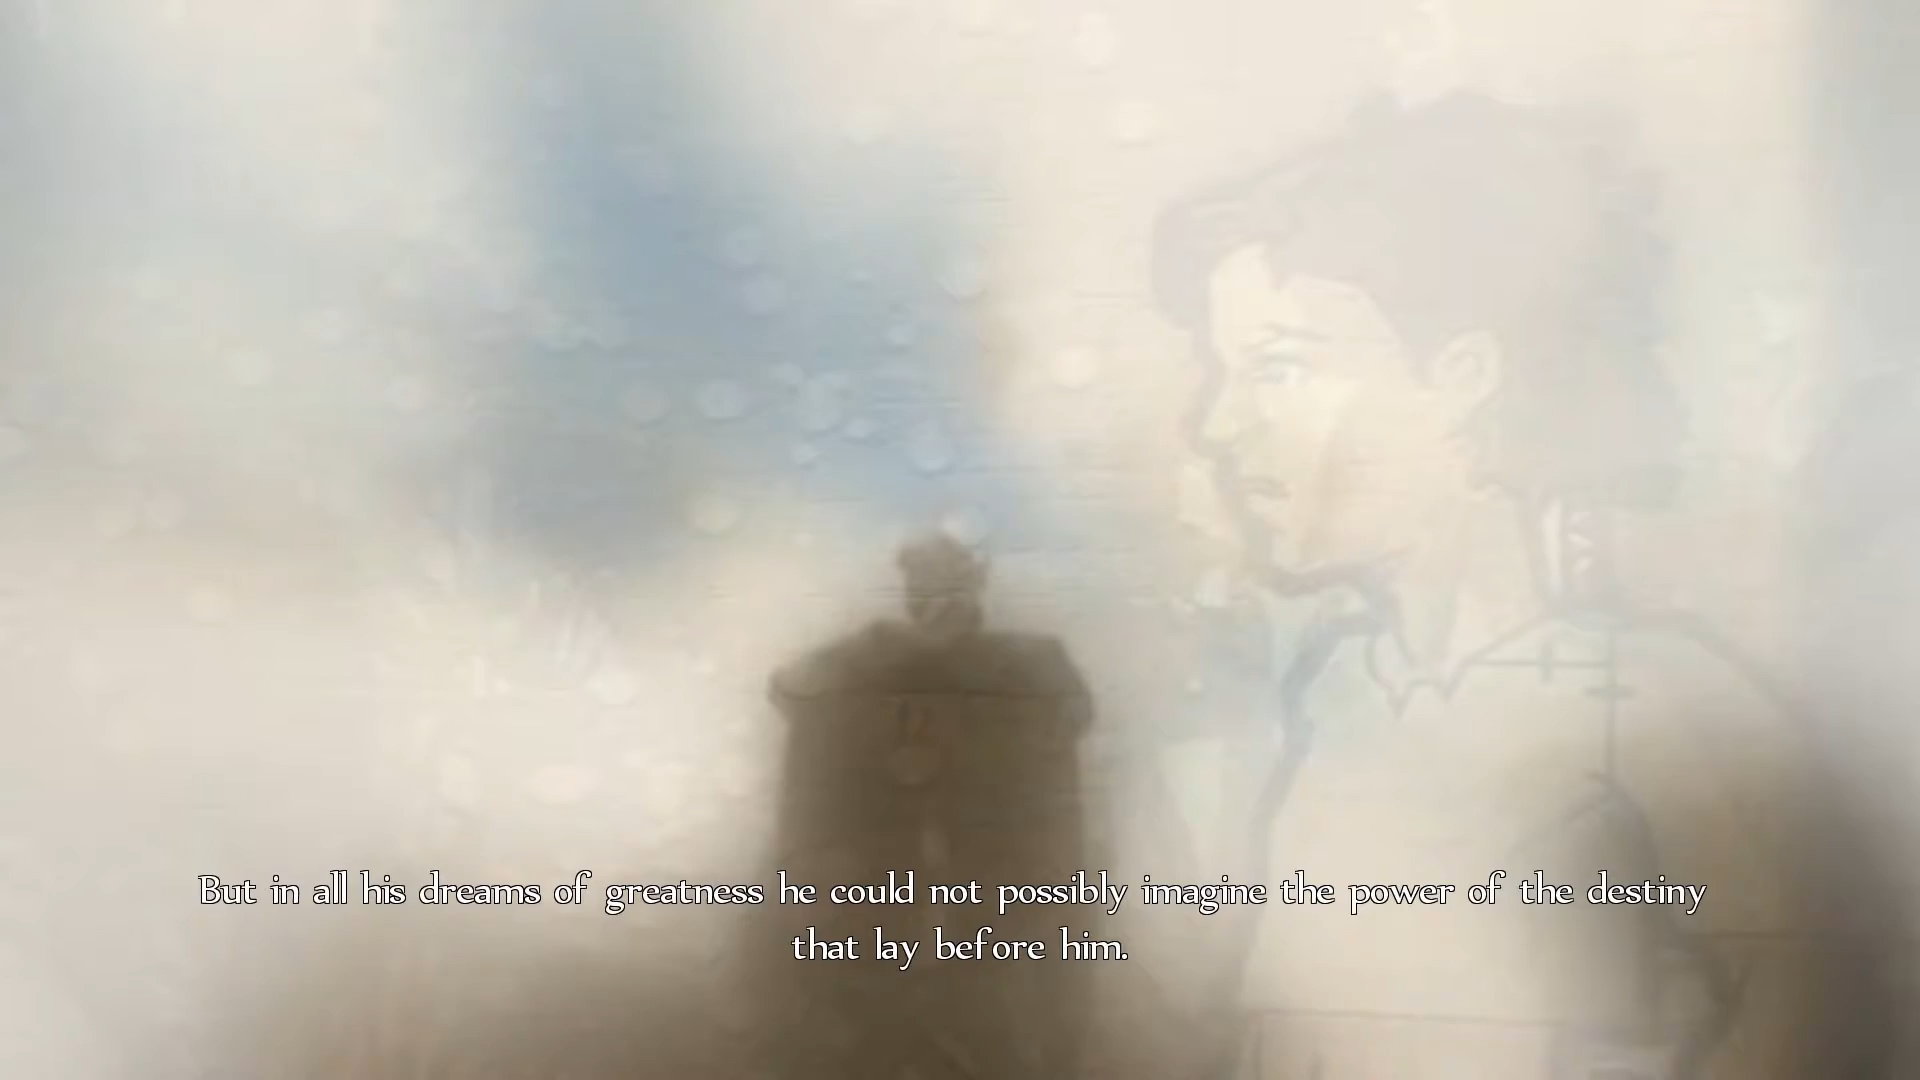 But in all his dreams of greatness he could not possibly imagine the power of the destiny
that lay before him.